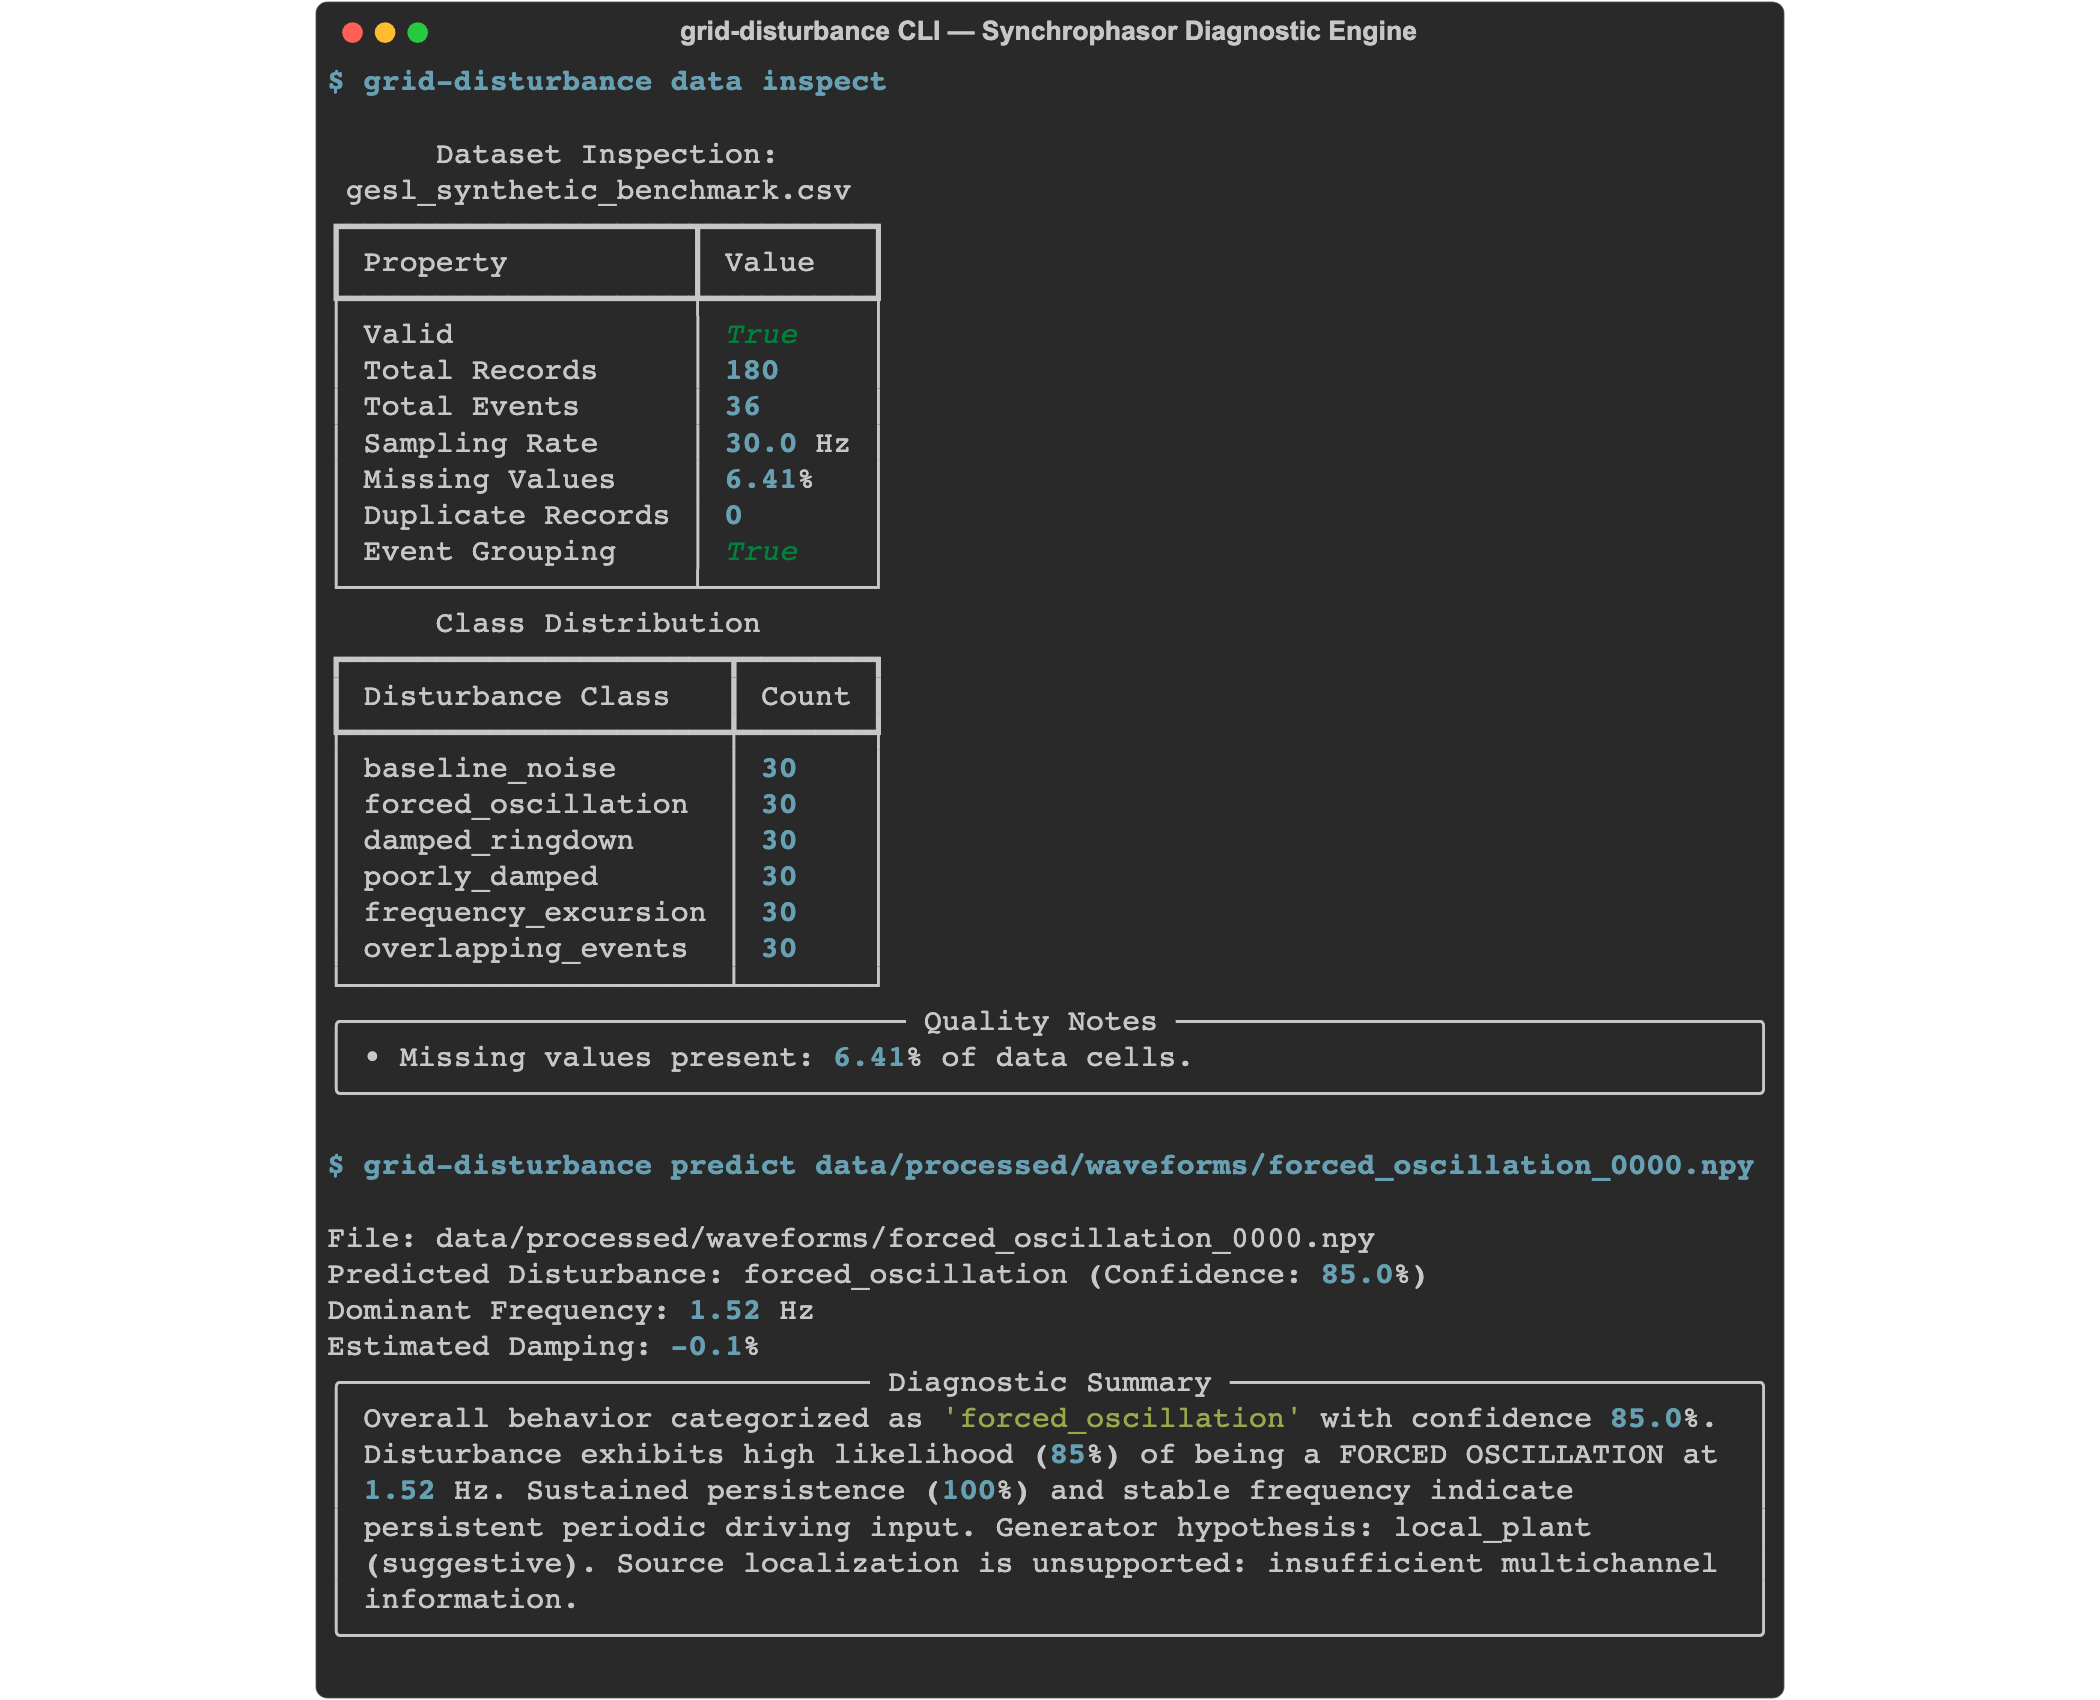 grid-disturbance CLI — Synchrophasor Diagnostic Engine
$ grid-disturbance data inspect
Dataset Inspection:
gesl_synthetic_benchmark.csv
Property Value
Valid True
Total Records 180
Total Events 36
Sampling Rate 30.0 Hz
Missing Values 6.41%
Duplicate Records 0
Event Grouping True
Class Distribution
Disturbance Class Count
baseline_noise 30
forced_oscillation 30
damped_ringdown 30
poorly_damped 30
frequency_excursion 30
overlapping_events 30
Quality Notes
• Missing values present: 6.41% of data cells.
$ grid-disturbance predict data/processed/waveforms/forced_oscillation_0000.npy
File: data/processed/waveforms/forced_oscillation_0000.npy
Predicted Disturbance: forced_oscillation (Confidence: 85.0%)
Dominant Frequency: 1.52 Hz
Estimated Damping: -0.1%
Diagnostic Summary
Overall behavior categorized as 'forced_oscillation' with confidence 85.0%.
Disturbance exhibits high likelihood (85%) of being a FORCED OSCILLATION at
1.52 Hz. Sustained persistence (100%) and stable frequency indicate
persistent periodic driving input. Generator hypothesis: local_plant
(suggestive). Source localization is unsupported: insufficient multichannel
information.